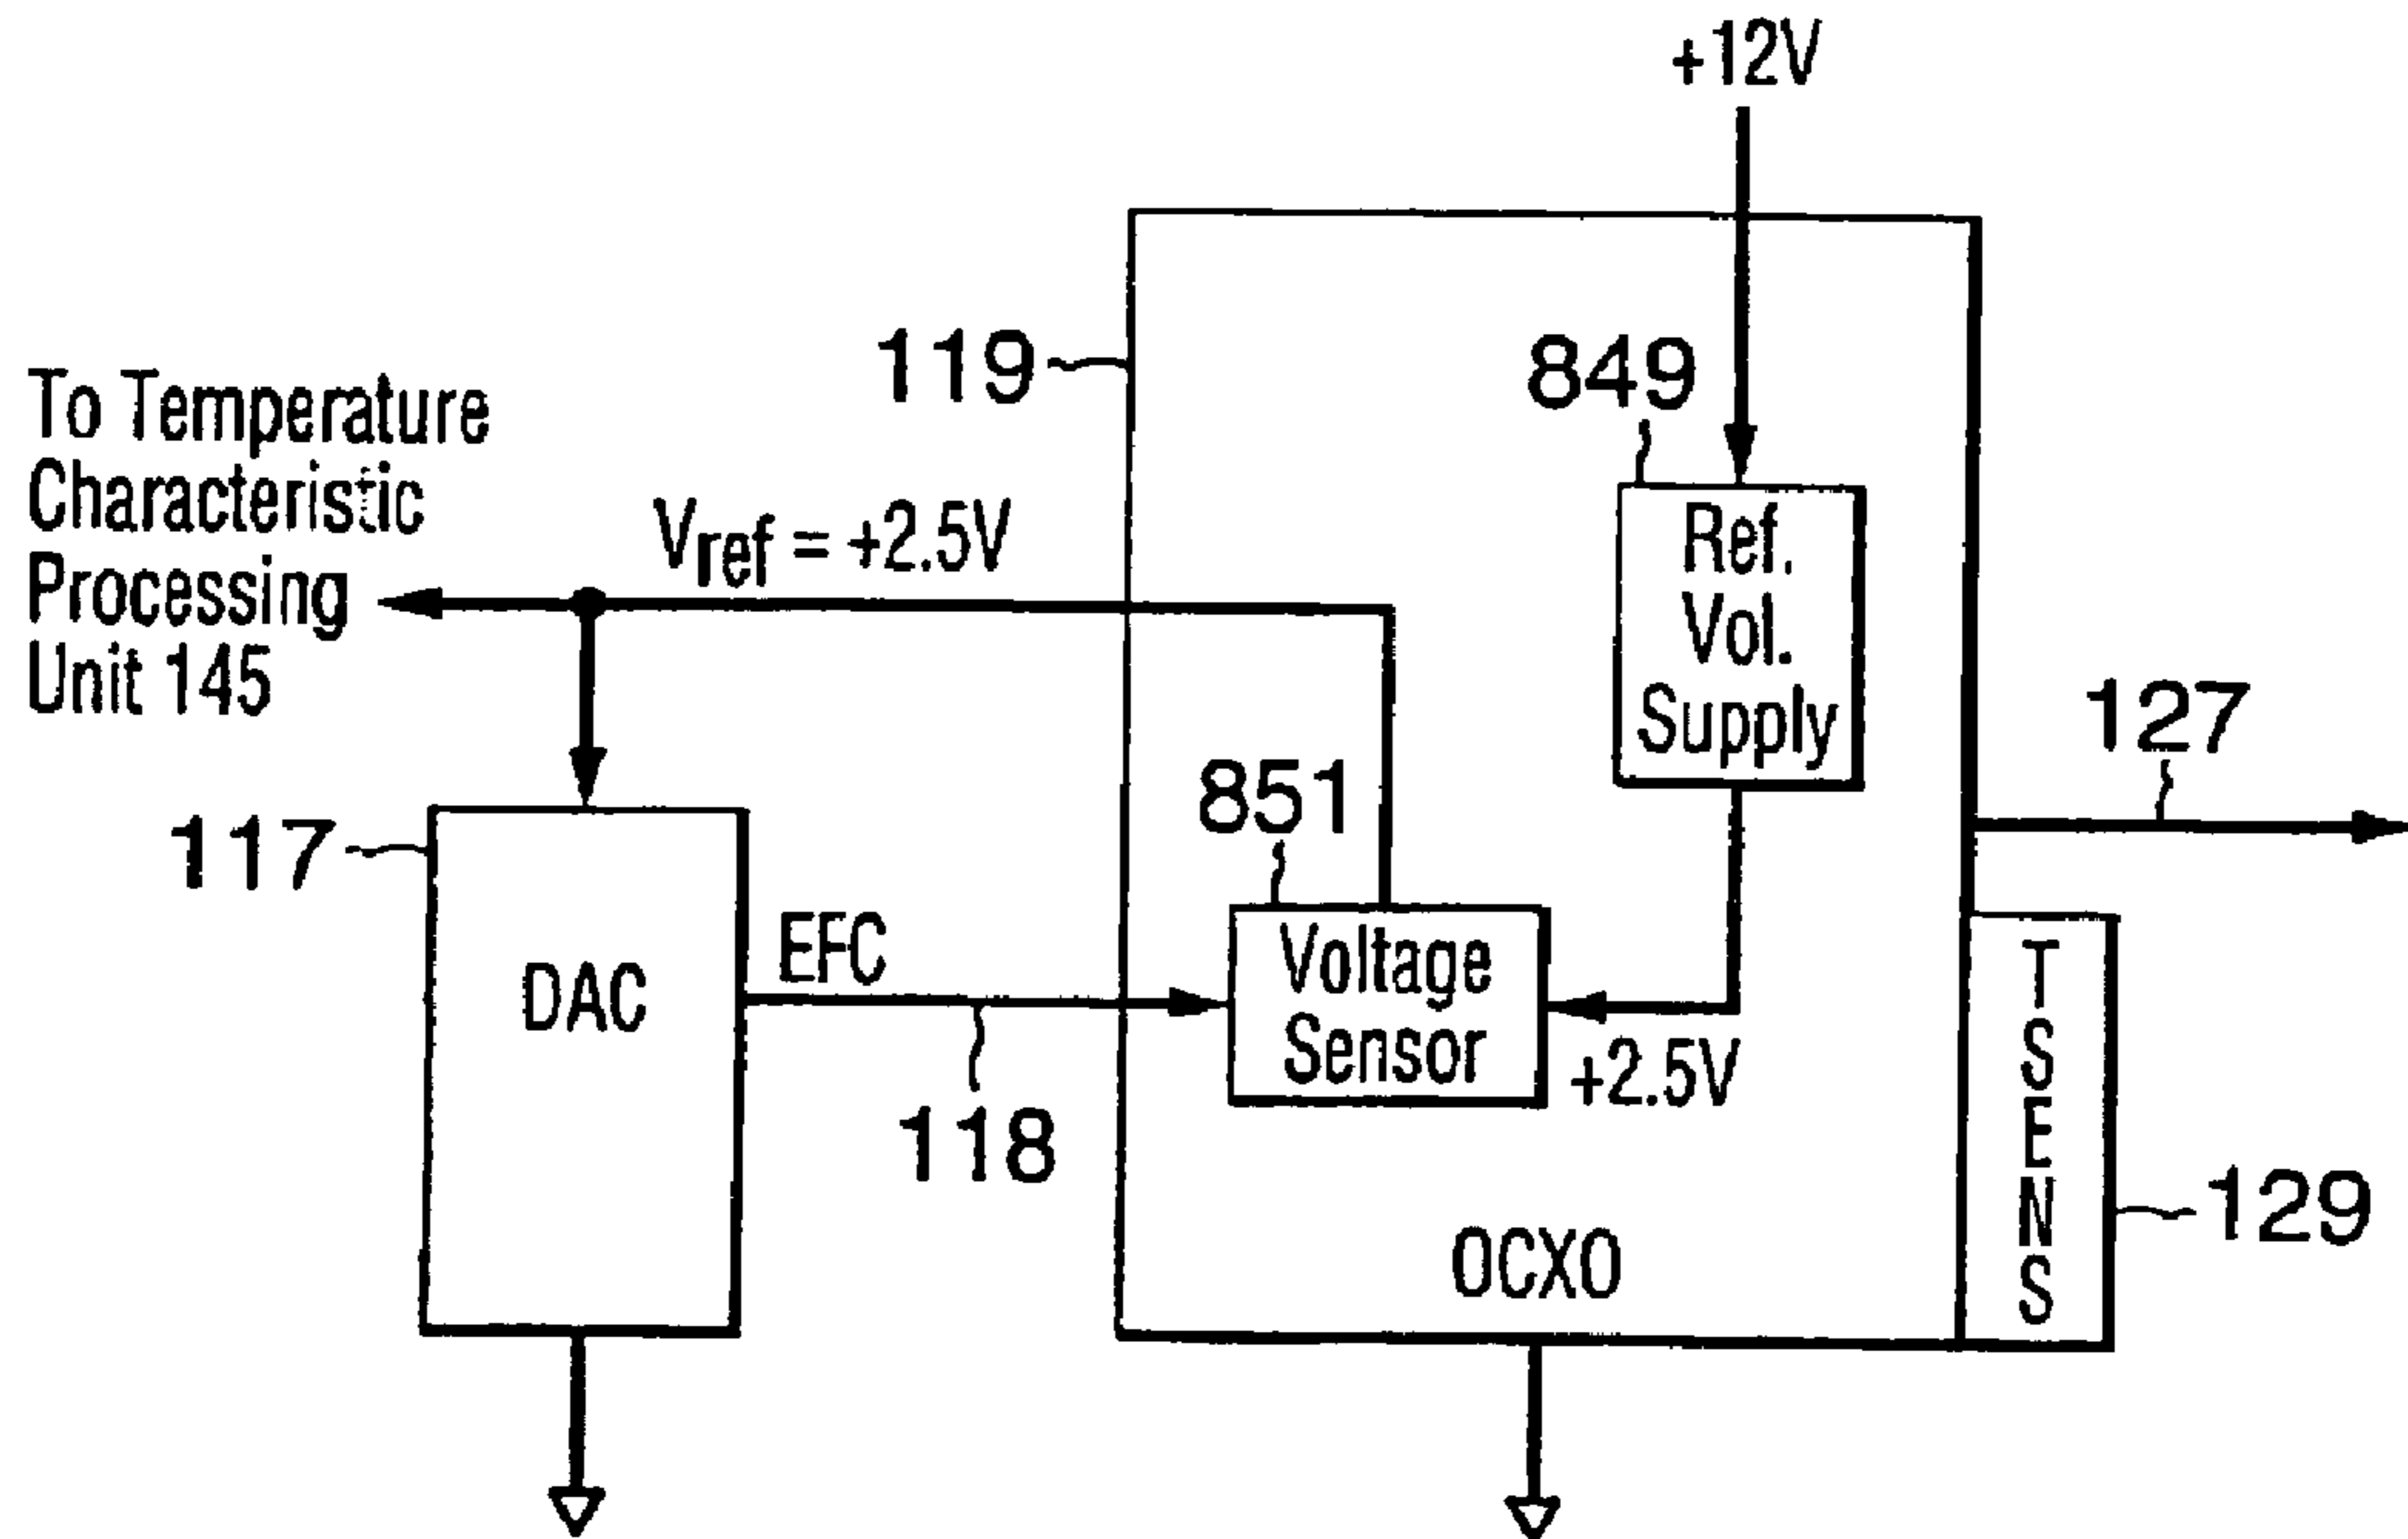 +12V
119
849
To Temperature
Characteristic
Processing
Unit 145
Vref = +2.5V
Ref.
Vol.
Supply
127
851
117
EFC
DAC
Voltage
Sensor
+2.5V
118
OCXO
TSENS
129